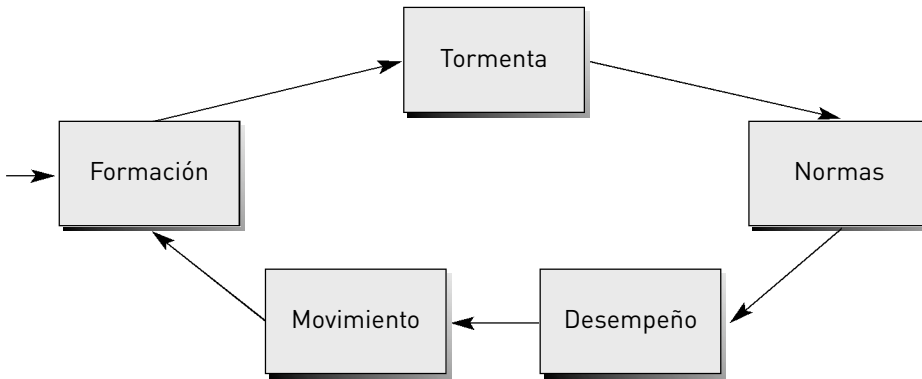 Tormenta
Formación
Normas
Movimiento
Desempeño